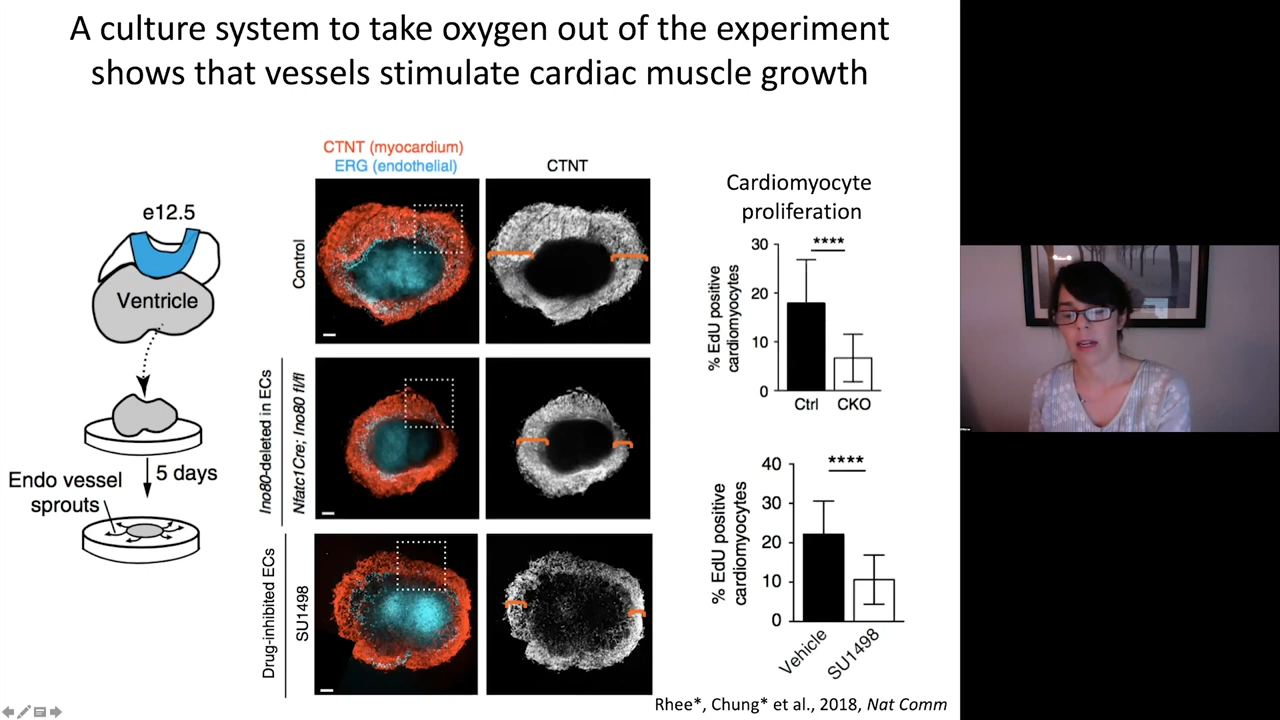 A culture system to take oxygen out of the experiment
shows that vessels stimulate cardiac muscle growth
e12.5
Ventricle
5 days
Endo vessel
sprouts
CTNT (myocardium)
ERG (endothelial)
CTNT
Control
Ino80-deleted in ECs
Nfatc1Cre; Ino80 fl/fl
Drug-inhibited ECs
SU1498
Cardiomyocyte
proliferation
% EdU positive
cardiomyocytes
30
20
10
0
****
Ctrl
CKO
% EdU positive
cardiomyocytes
40
30
20
10
0
****
Vehicle
SU1498
Rhee*, Chung* et al., 2018, Nat Comm